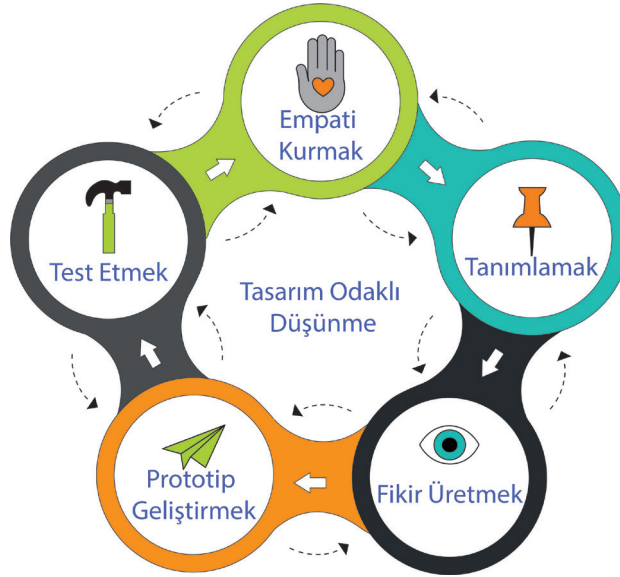 Empati
Kurmak
Tanımlamak
Fikir Üretmek
Prototip
Geliştirmek
Test Etmek
Tasarım Odaklı
Düşünme